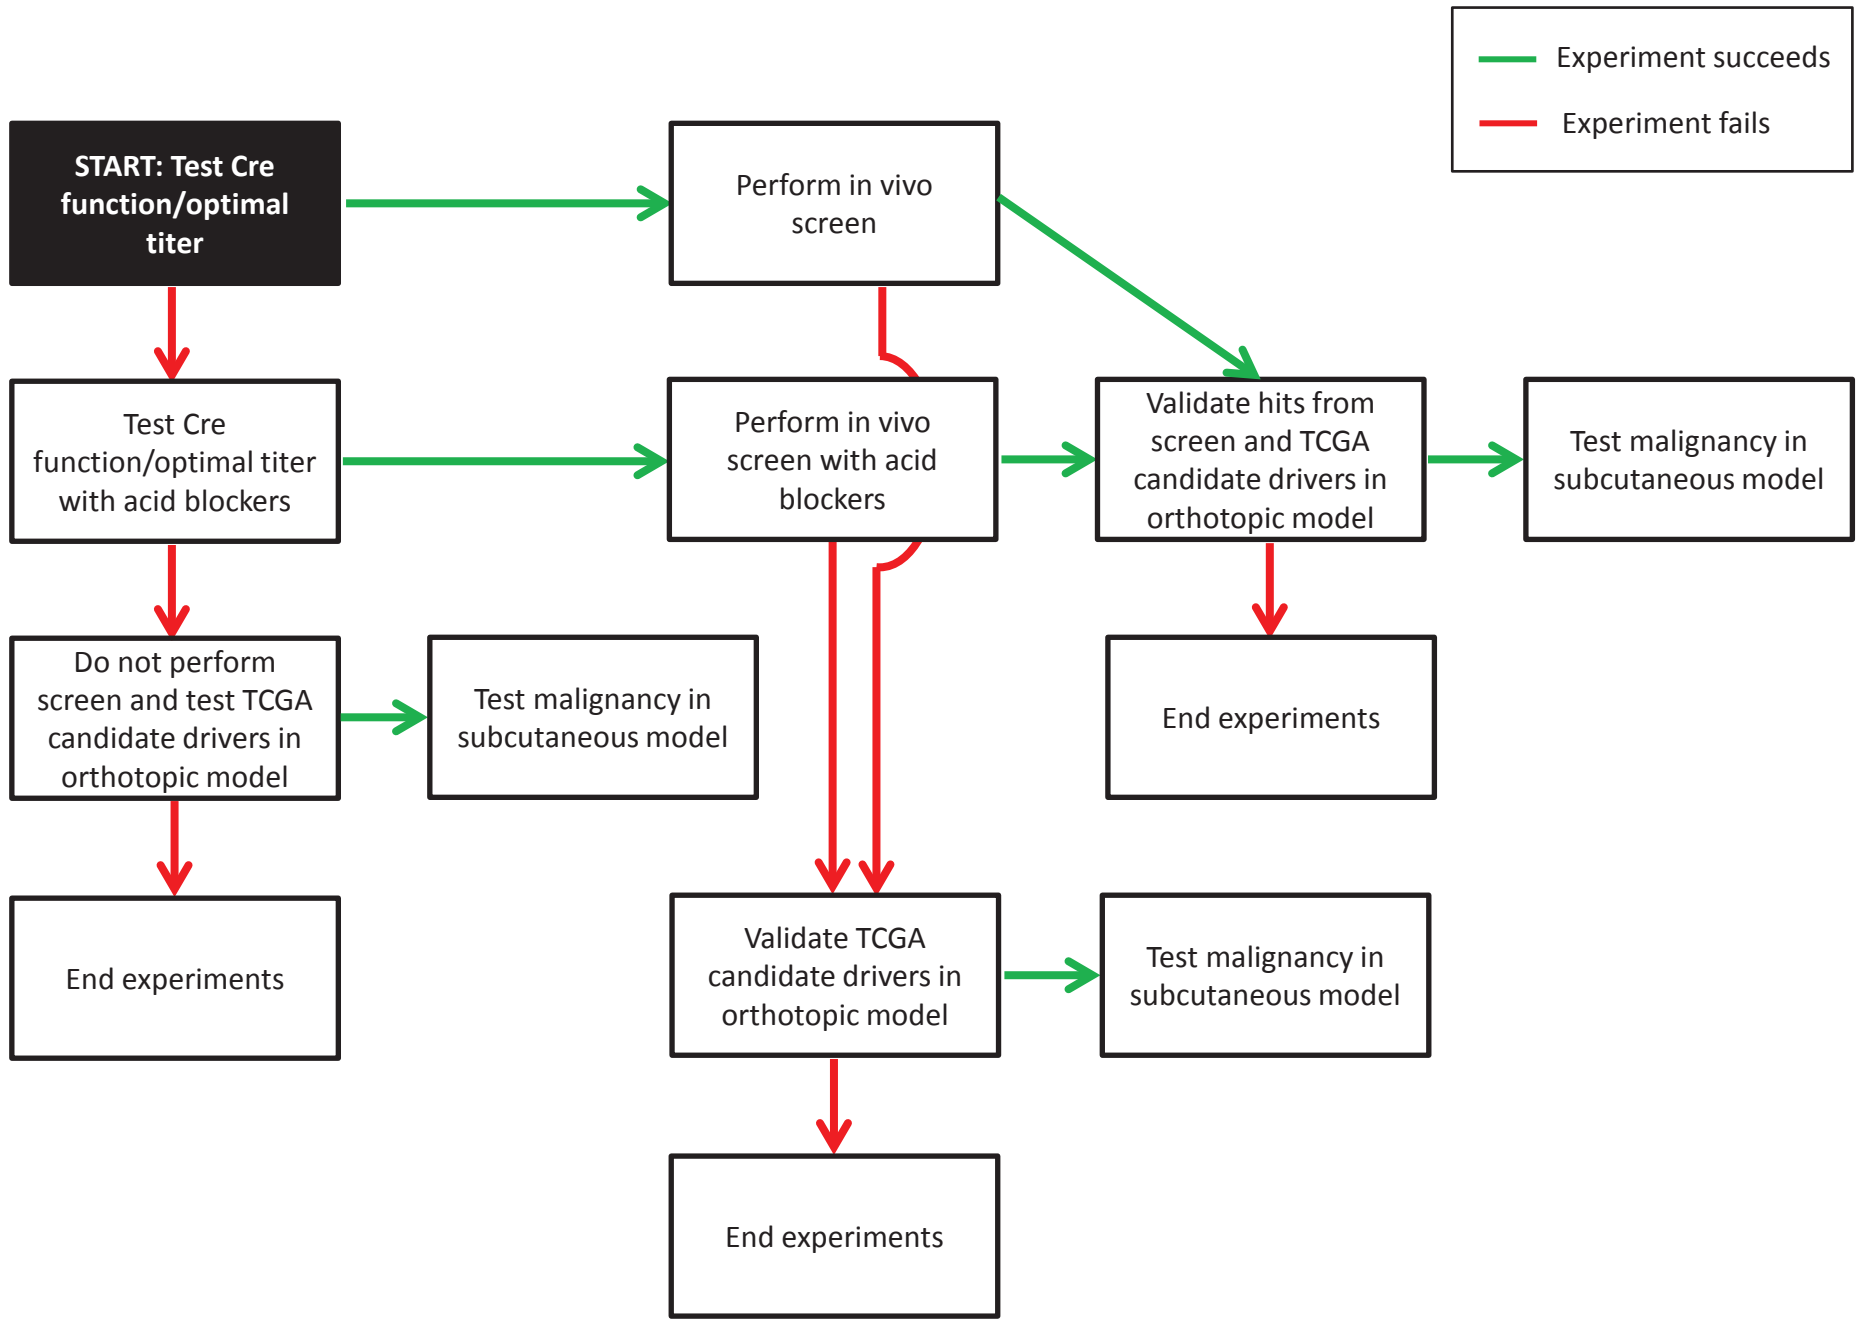 Experiment succeeds
Experiment fails
START: Test Cre
function/optimal
titer
Perform in vivo
screen
Test Cre
function/optimal titer
with acid blockers
Perform in vivo
screen with acid
blockers
Validate hits from
screen and TCGA
candidate drivers in
orthotopic model
Test malignancy in
subcutaneous model
Do not perform
screen and test TCGA
candidate drivers in
orthotopic model
Test malignancy in
subcutaneous model
End experiments
End experiments
Validate TCGA
candidate drivers in
orthotopic model
Test malignancy in
subcutaneous model
End experiments